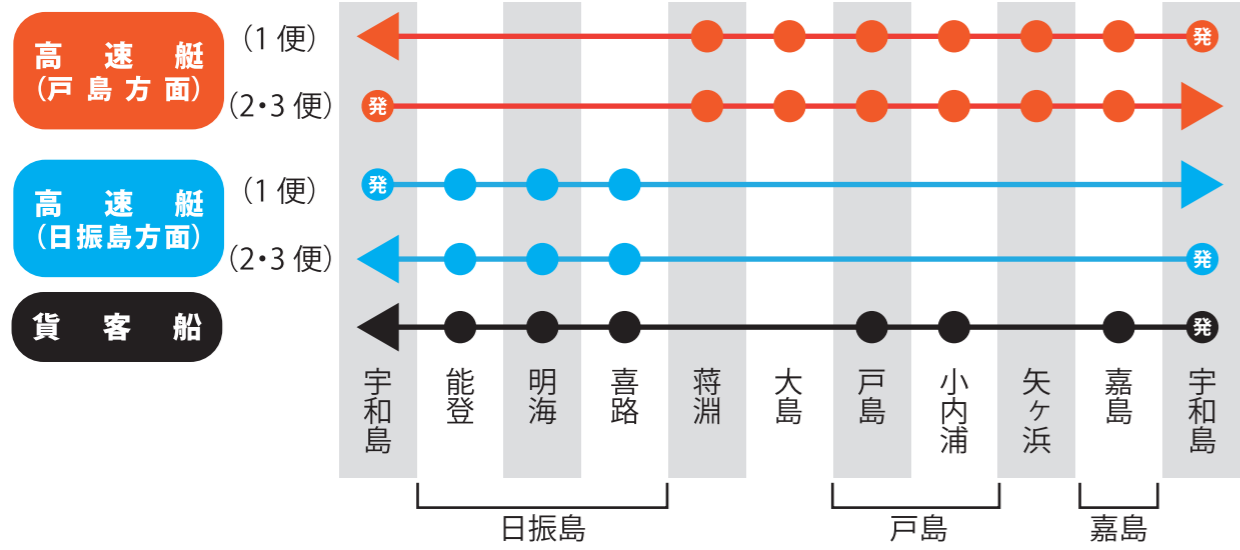 高速艇
(戸島方面)
(1便)
発
(2・3便)
発
高速艇
(日振島方面)
(1便)
発
(2・3便)
発
貨客船
発
宇和島
能登
明海
喜路
蒋淵
大島
戸島
小内浦
矢ヶ浜
嘉島
宇和島
日振島
戸島
嘉島